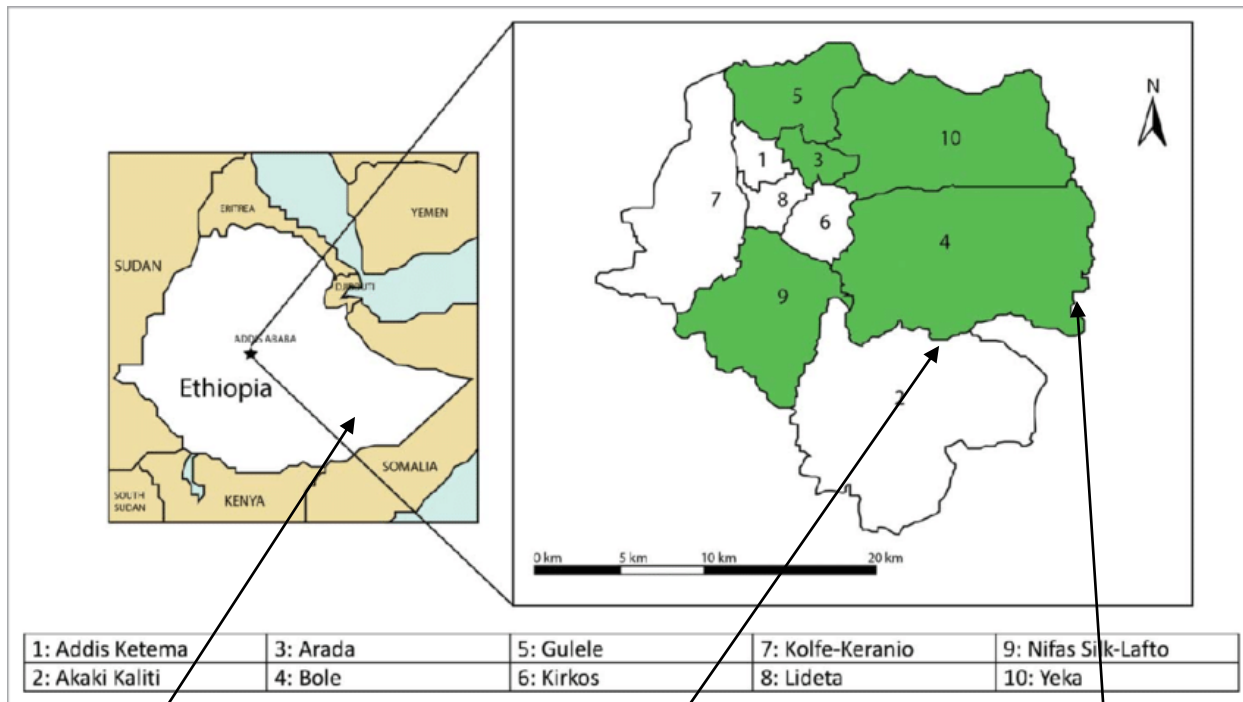 N
5
10
1
3
7
8
6
4
9
2
ERITREA
YEMEN
SUDAN
DJIBOUTI
ADDIS ABABA
Ethiopia
SOMALIA
SOUTH
SUDAN
KENYA
0 km 5 km 10 km 20 km
1: Addis Ketema 3: Arada 5: Gulele 7: Kolfe-Keranio 9: Nifas Silk-Lafto
2: Akaki Kaliti 4: Bole 6: Kirkos 8: Lideta 10: Yeka